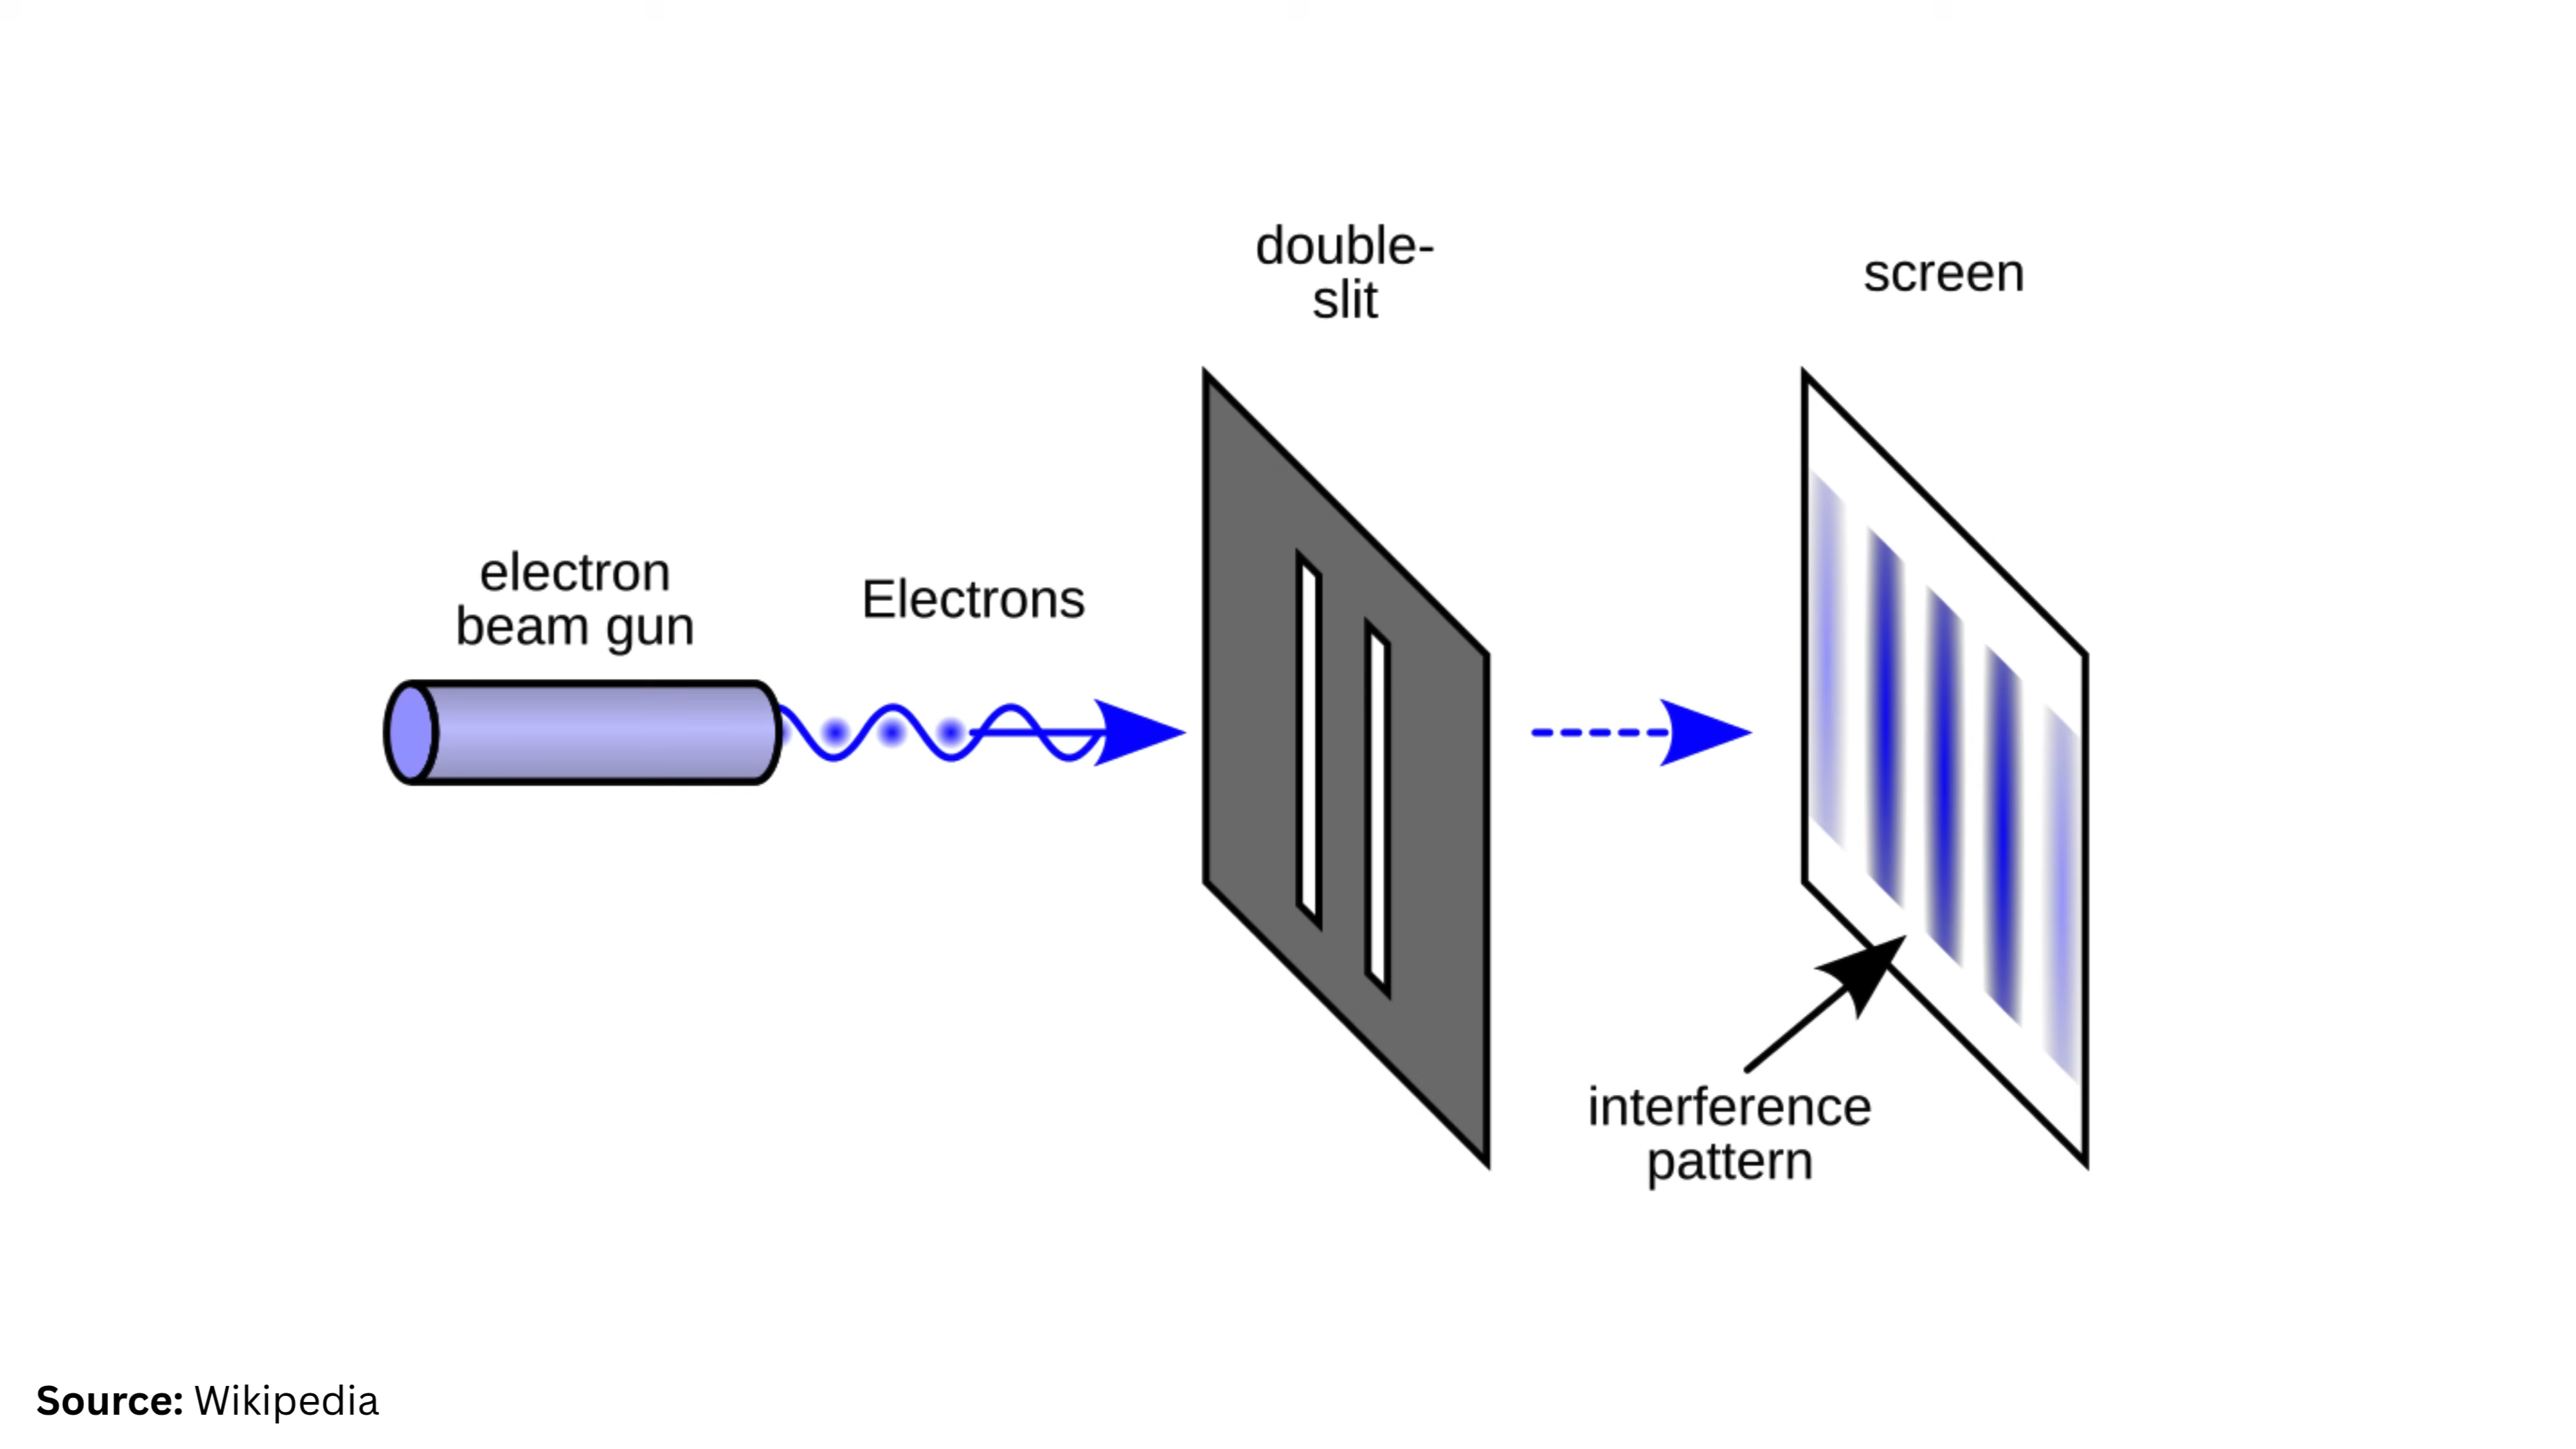 double-
slit
screen
electron
beam gun
Electrons
interference
pattern
Source: Wikipedia